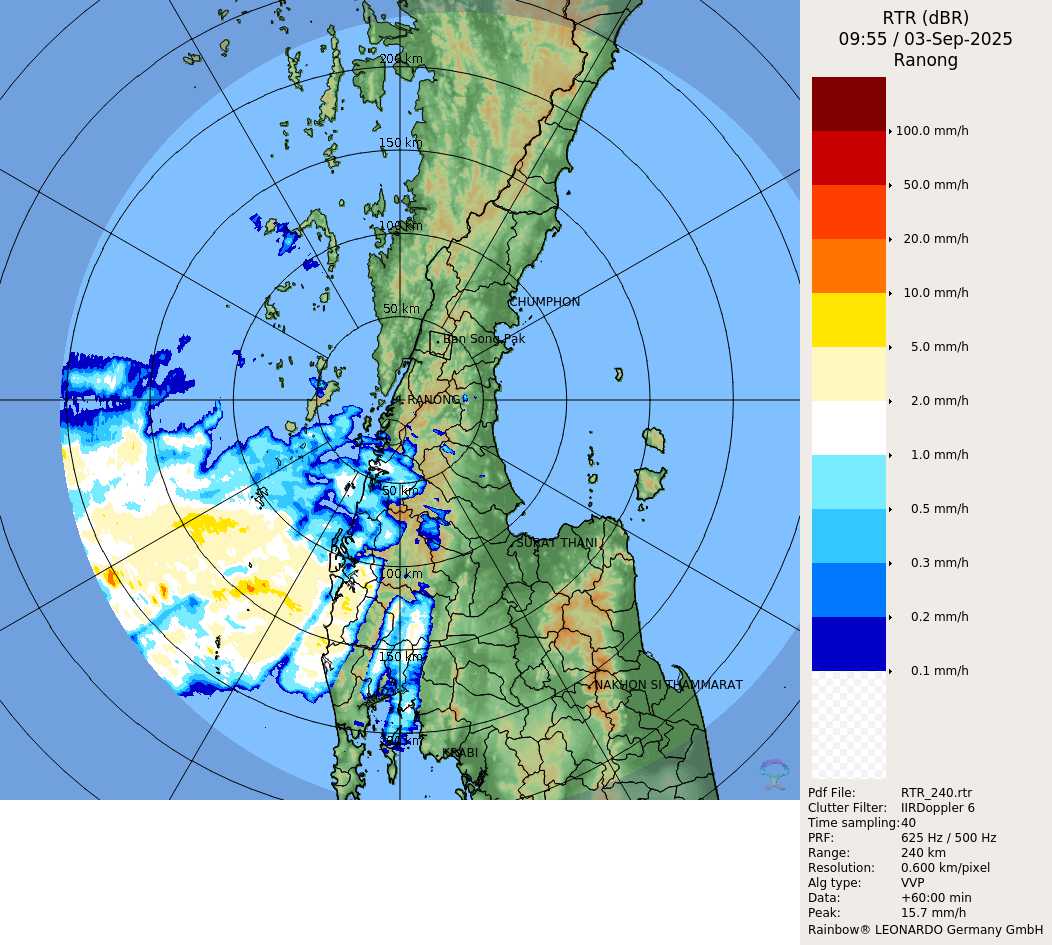 RTR (dBR)
09:55 / 03-Sep-2025
Ranong
100.0 mm/h
50.0 mm/h
20.0 mm/h
10.0 mm/h
5.0 mm/h
2.0 mm/h
1.0 mm/h
0.5 mm/h
0.3 mm/h
0.2 mm/h
0.1 mm/h
200 km
150 km
100 km
50 km
CHUMPHON
Ban Song Pak
RANONG
50 km
SURAT THANI
100 km
150 km
NAKHON SI THAMMARAT
200 km
KRABI
Pdf File: RTR_240.rtr
Clutter Filter: IIRDoppler 6
Time sampling: 40
PRF: 625 Hz / 500 Hz
Range: 240 km
Resolution: 0.600 km/pixel
Alg type: VVP
Data: +60:00 min
Peak: 15.7 mm/h
Rainbow® LEONARDO Germany GmbH